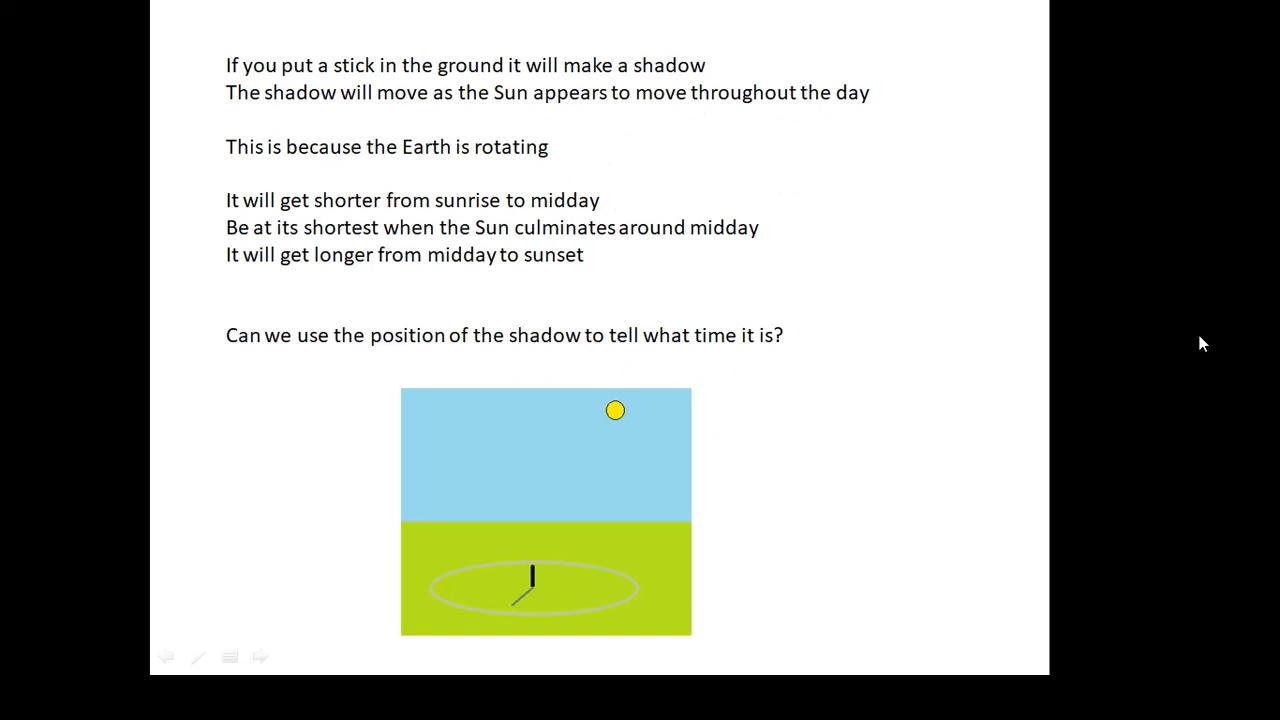 If you put a stick in the ground it will make a shadow
The shadow will move as the Sun appears to move throughout the day
This is because the Earth is rotating
It will get shorter from sunrise to midday
Be at its shortest when the Sun culminates around midday
It will get longer from midday to sunset
Can we use the position of the shadow to tell what time it is?